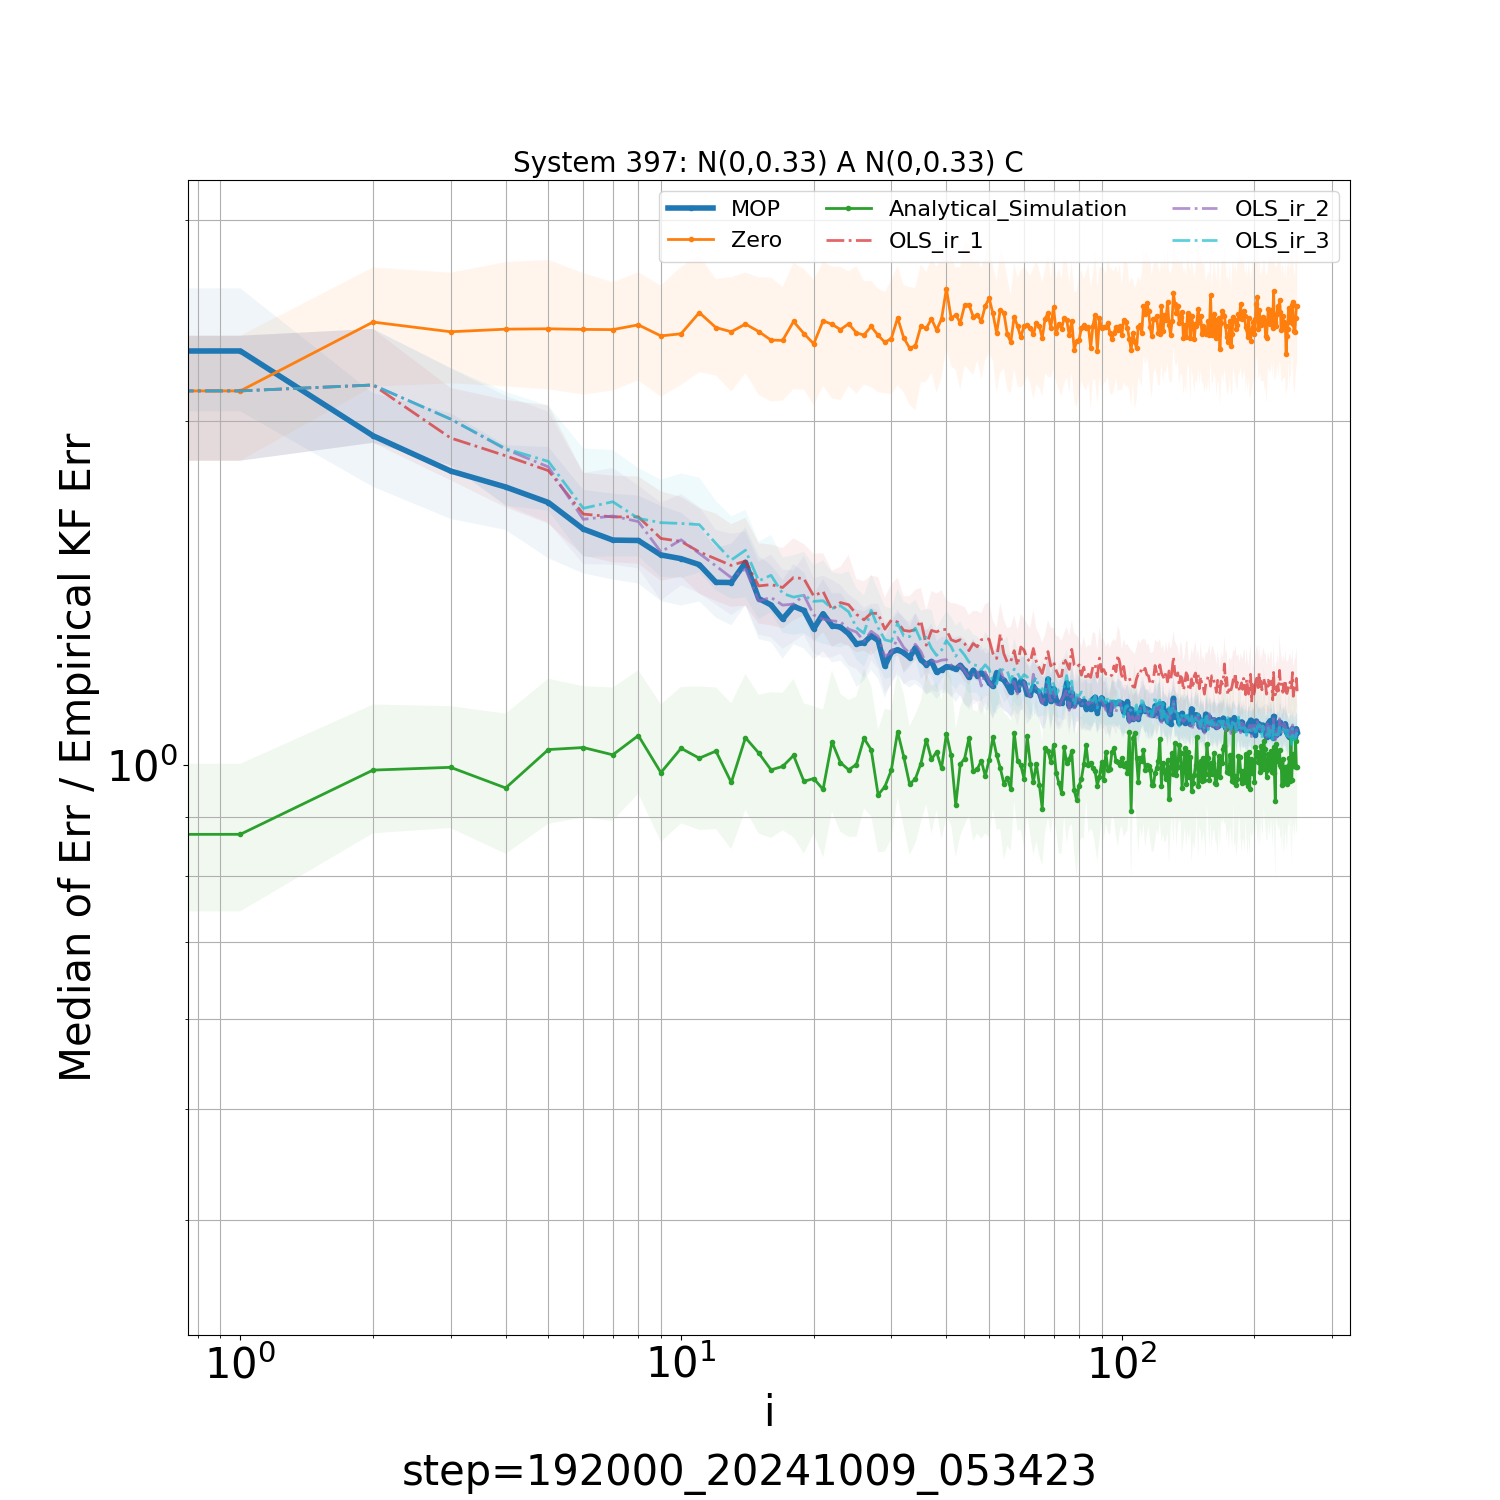 System 397: N(0,0.33) A N(0,0.33) C
MOP
Zero
Analytical_Simulation
OLS_ir_1
OLS_ir_2
OLS_ir_3
Median of Err / Empirical KF Err
10⁰
10⁰ 10¹ 10²
i
step=192000_20241009_053423